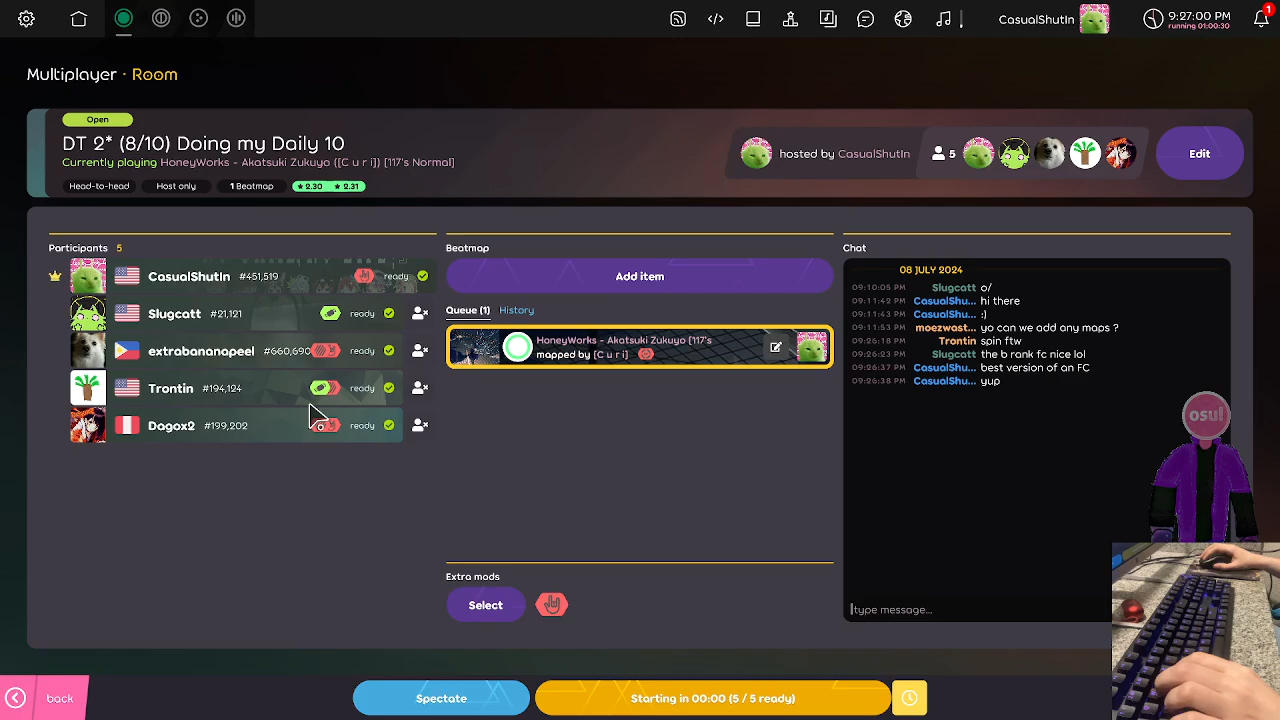 CasualShutIn
9:27:00 PM
running 01:00:30
1
Multiplayer · Room
Open
DT 2* (8/10) Doing my Daily 10
Currently playing HoneyWorks - Akatsuki Zukuyo ([C u r i]) [117's Normal]
Head-to-head
Host only
1 Beatmap
★ 2.30 ★ 2.31
hosted by CasualShutIn
5
Edit
Participants 5
CasualShutIn #451,519 ready
Slugcatt #21,121 ready
extrabananapeel #660,690 ready
Trontin #194,124 ready
Dagox2 #199,202 ready
Beatmap
Add item
Queue (1) History
HoneyWorks - Akatsuki Zukuyo [117's
mapped by [C u r i]
Extra mods
Select
Chat
08 JULY 2024
09:10:05 PM Slugcatt o/
09:11:42 PM CasualShu... hi there
09:11:43 PM CasualShu... :)
09:11:53 PM moezwast... yo can we add any maps ?
09:26:18 PM Trontin spin ftw
09:26:23 PM Slugcatt the b rank fc nice lol
09:26:37 PM CasualShu... best version of an FC
09:26:38 PM CasualShu... yup
osu!
type message...
back
Spectate
Starting in 00:00 (5 / 5 ready)